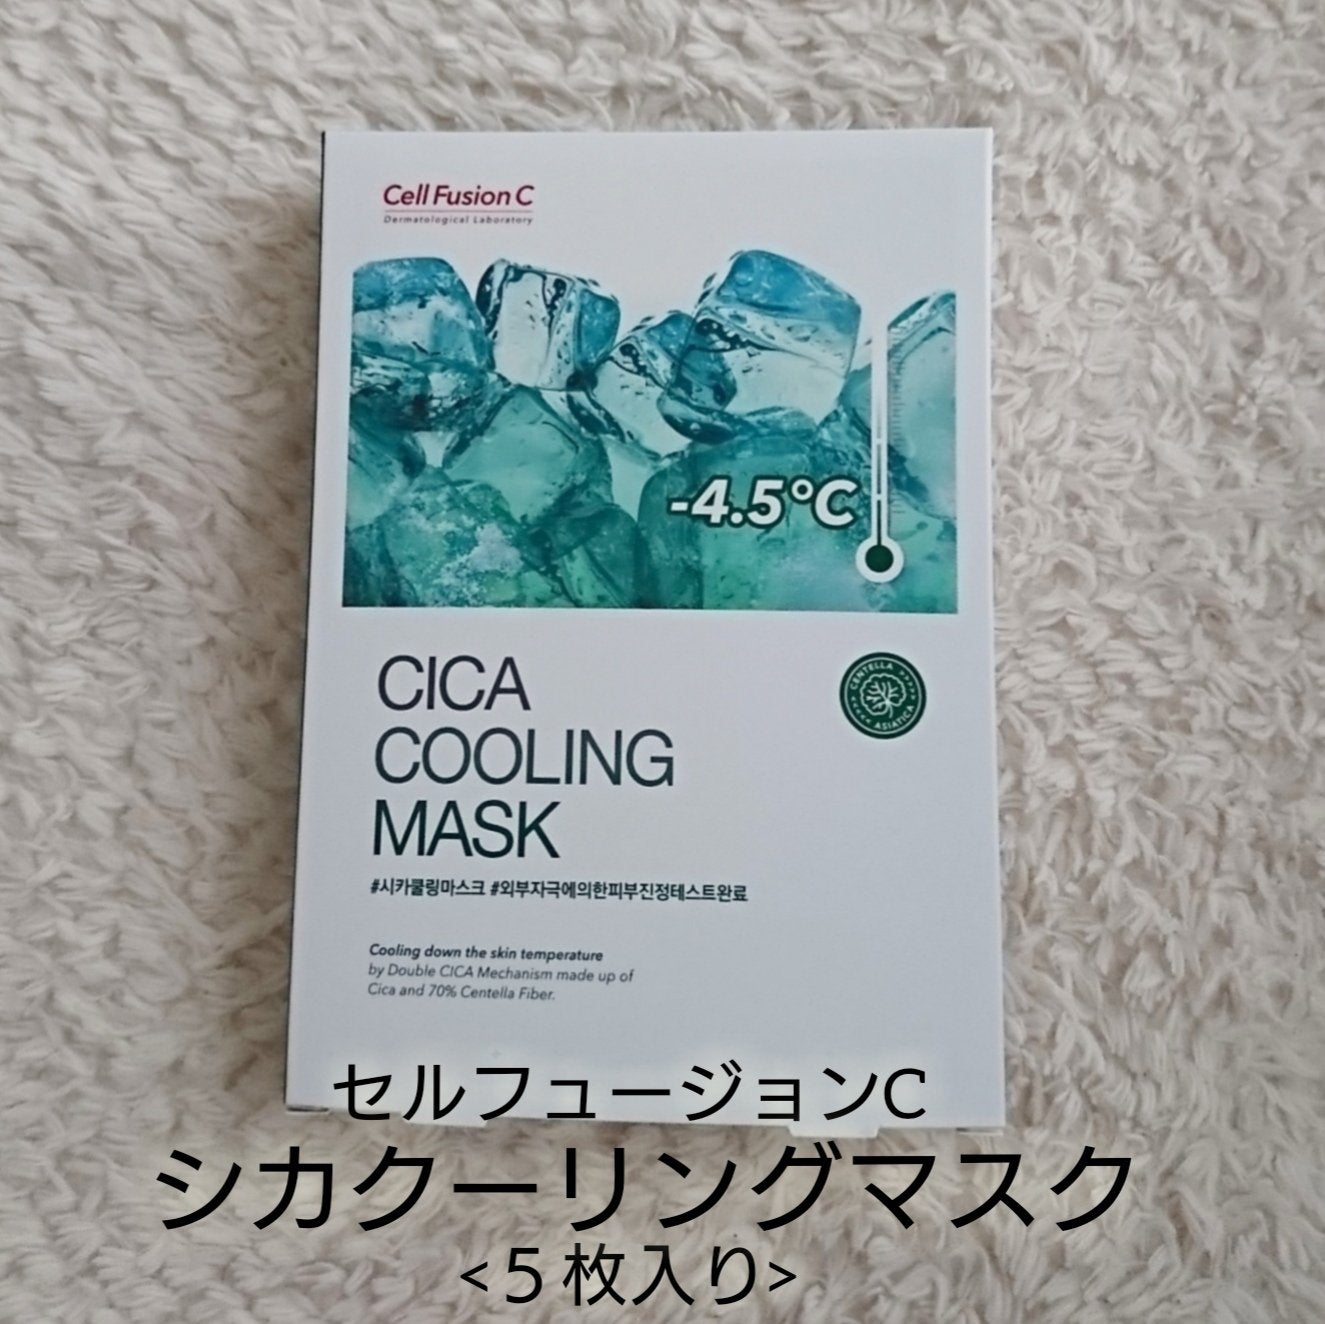 Cell Fusion C
Dermatological Laboratory
-4.5°C
CICA
COOLING
MASK
CENTELLA
ASIATICA
#시카쿨링마스크 #외부자극에의한피부진정테스트완료
Cooling down the skin temperature
by Double CICA Mechanism made up of
Cica and 70% Centella Fiber.
セルフュージョンC
シカクーリングマスク
<５枚入り>